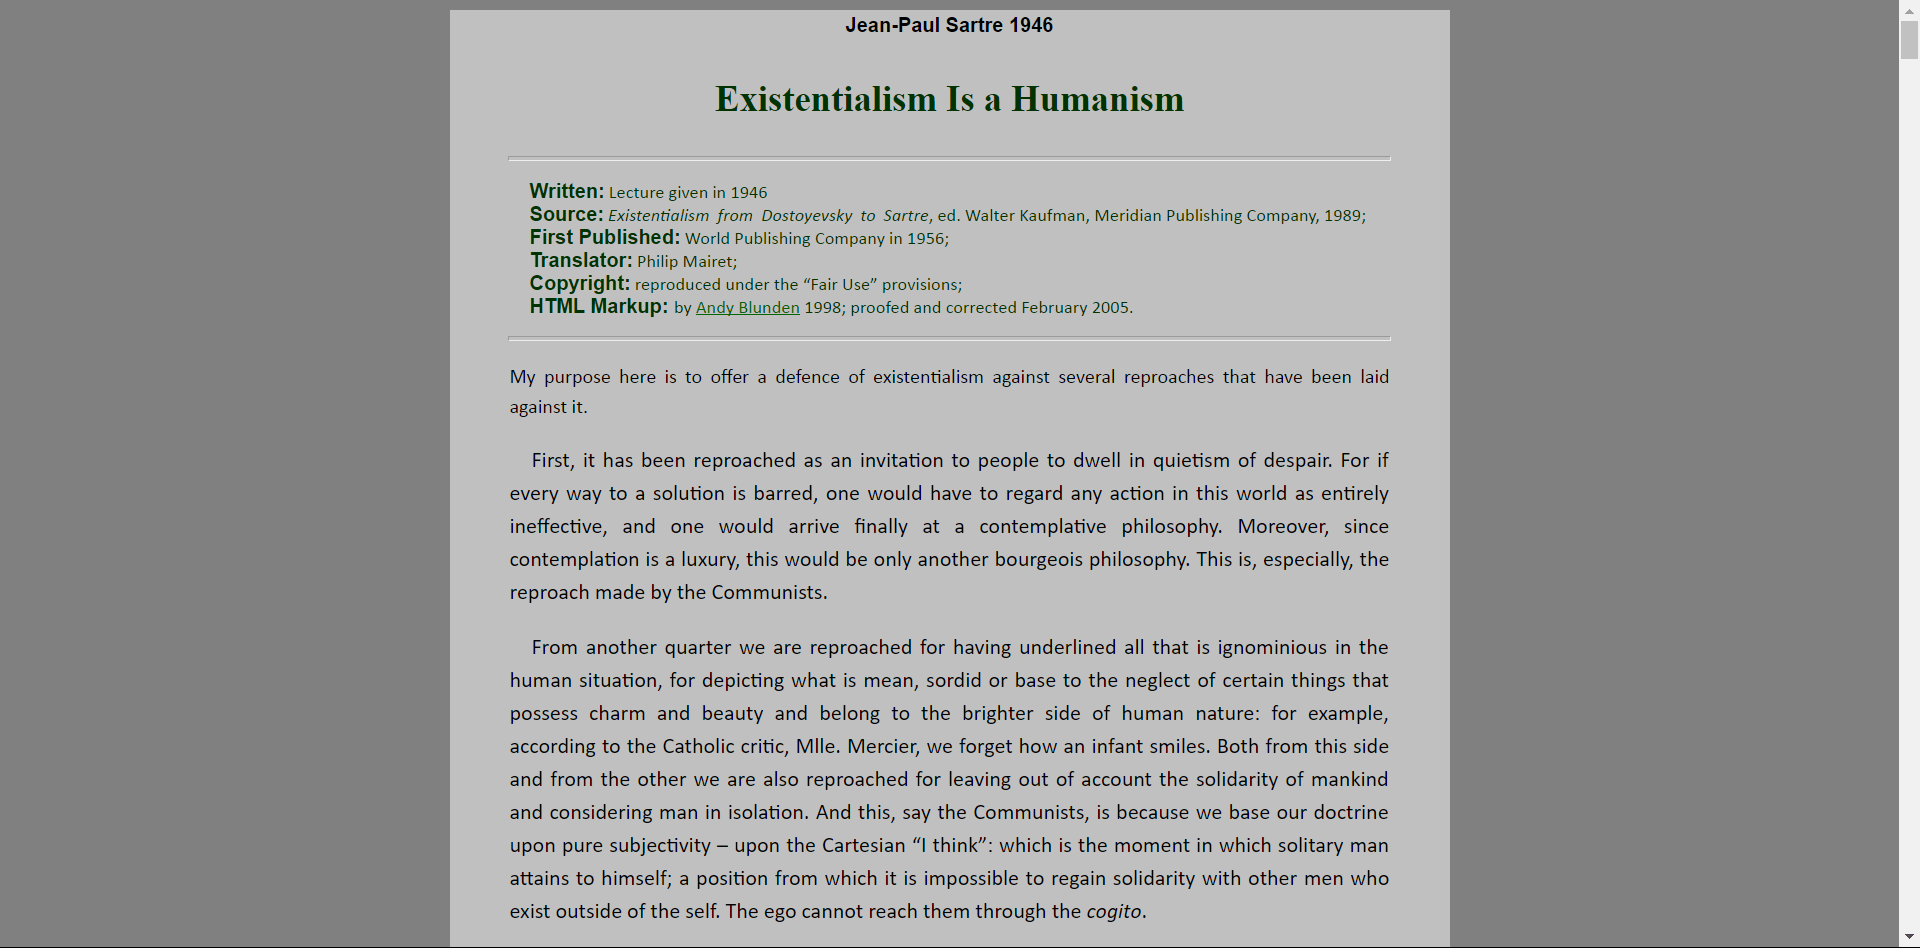 Jean-Paul Sartre 1946
Existentialism Is a Humanism
Written: Lecture given in 1946
Source: Existentialism from Dostoyevsky to Sartre, ed. Walter Kaufman, Meridian Publishing Company, 1989;
First Published: World Publishing Company in 1956;
Translator: Philip Mairet;
Copyright: reproduced under the “Fair Use” provisions;
HTML Markup: by Andy Blunden 1998; proofed and corrected February 2005.
My purpose here is to offer a defence of existentialism against several reproaches that have been laid
against it.
First, it has been reproached as an invitation to people to dwell in quietism of despair. For if
every way to a solution is barred, one would have to regard any action in this world as entirely
ineffective, and one would arrive finally at a contemplative philosophy. Moreover, since
contemplation is a luxury, this would be only another bourgeois philosophy. This is, especially, the
reproach made by the Communists.
From another quarter we are reproached for having underlined all that is ignominious in the
human situation, for depicting what is mean, sordid or base to the neglect of certain things that
possess charm and beauty and belong to the brighter side of human nature: for example,
according to the Catholic critic, Mlle. Mercier, we forget how an infant smiles. Both from this side
and from the other we are also reproached for leaving out of account the solidarity of mankind
and considering man in isolation. And this, say the Communists, is because we base our doctrine
upon pure subjectivity – upon the Cartesian “I think”: which is the moment in which solitary man
attains to himself; a position from which it is impossible to regain solidarity with other men who
exist outside of the self. The ego cannot reach them through the cogito.